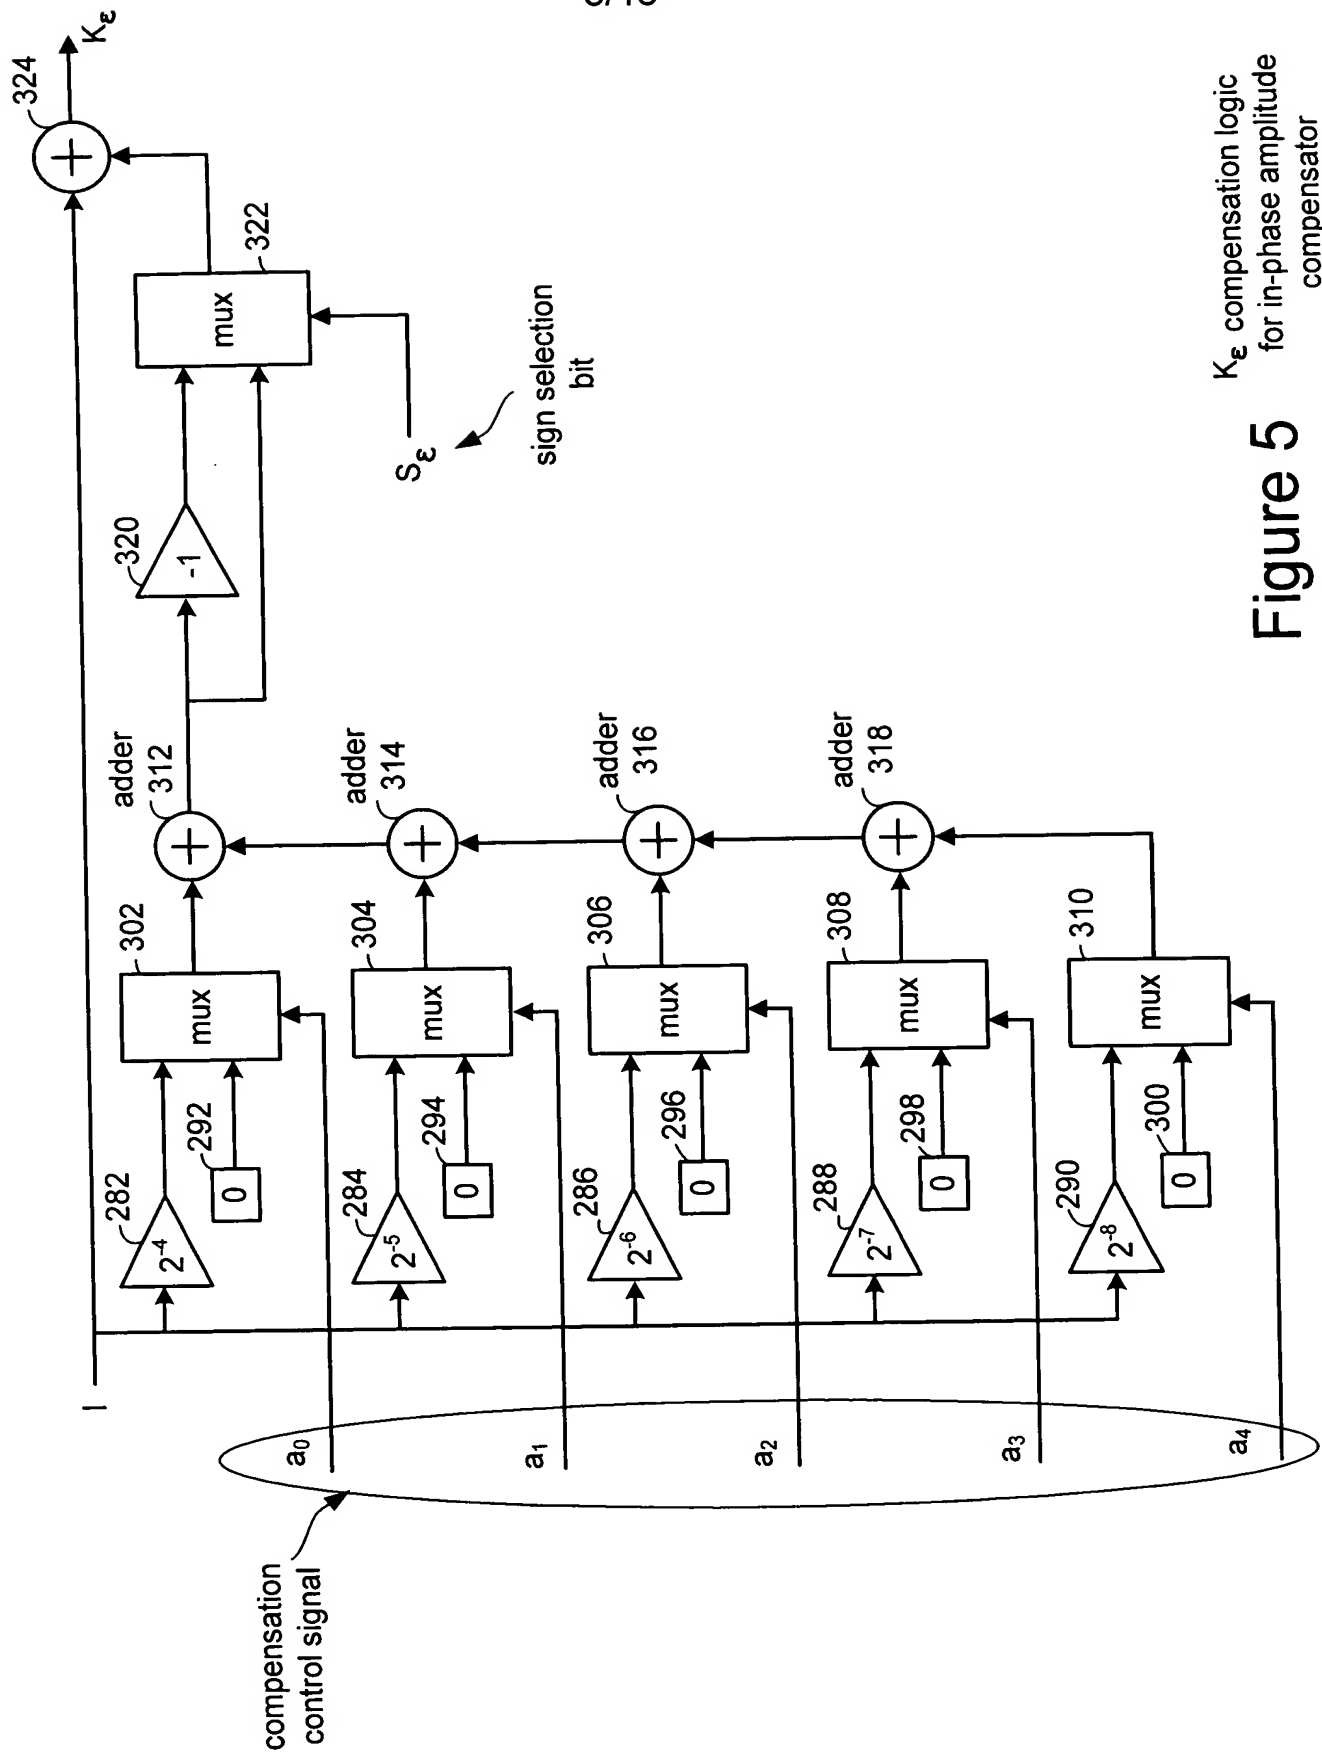 324
Kε
322
mux
sign selection
bit
Sε
320
-1
adder
312
adder
314
adder
316
adder
318
302
mux
304
mux
306
mux
308
mux
310
mux
282
2-4
292
0
284
2-5
294
0
286
2-6
296
0
288
2-7
298
0
290
2-8
300
0
I
a0
a1
a2
a3
a4
compensation
control signal
Figure 5
Kε compensation logic
for in-phase amplitude
compensator